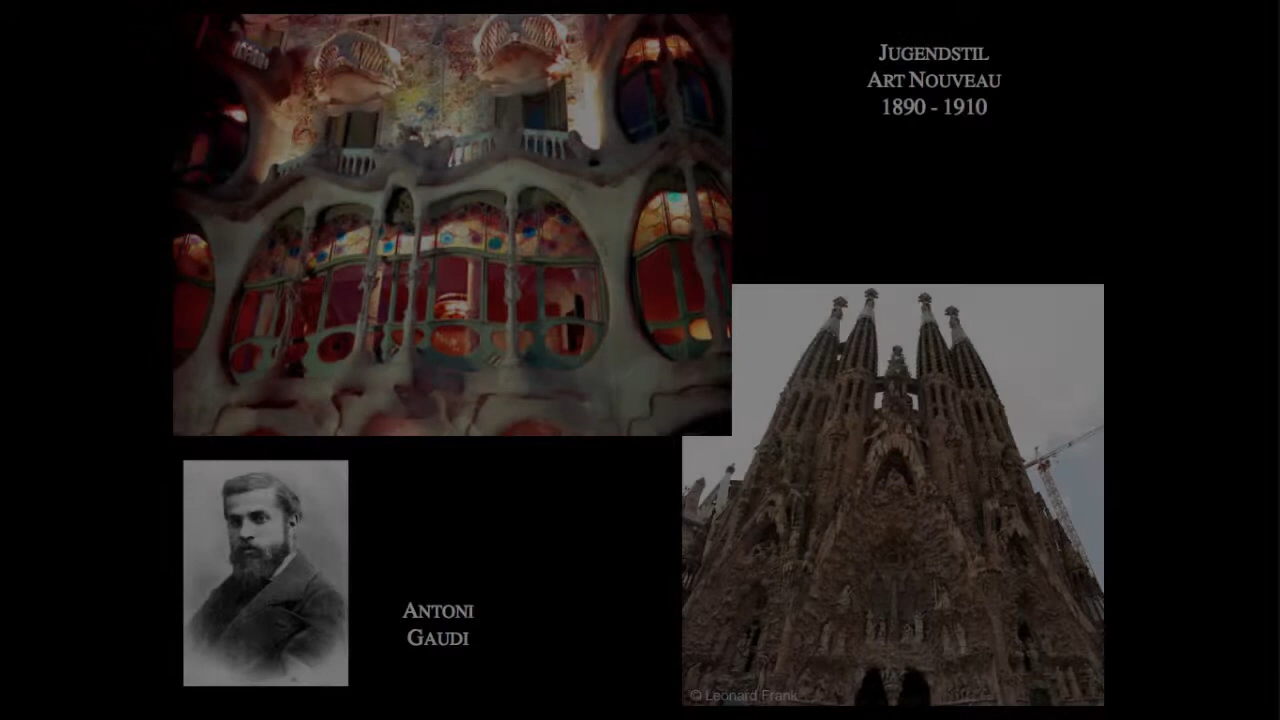 JUGENDSTIL
ART NOUVEAU
1890 - 1910
ANTONI
GAUDI
© Leonard Frank